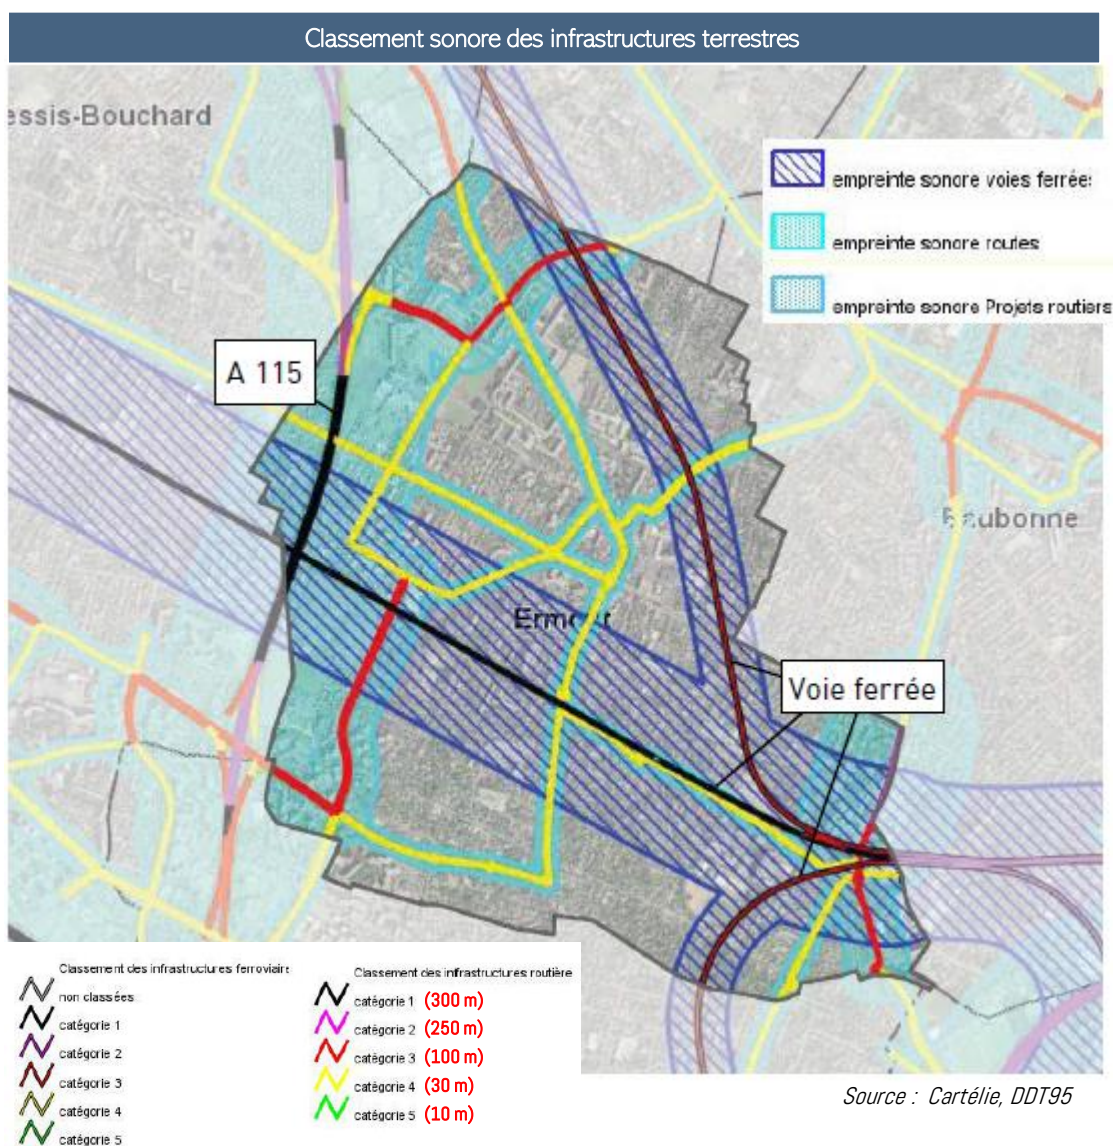 Classement sonore des infrastructures terrestres
essis-Bouchard
empreinte sonore voies ferrées
empreinte sonore routes
empreinte sonore Projets routiers
A 115
Voie ferrée
Classement des infrastructures ferroviaire
non classées
catégorie 1
catégorie 2
catégorie 3
catégorie 4
catégorie 5
Classement des infrastructures routière
catégorie 1 (300 m)
catégorie 2 (250 m)
catégorie 3 (100 m)
catégorie 4 (30 m)
catégorie 5 (10 m)
Source : Cartélie, DDT95